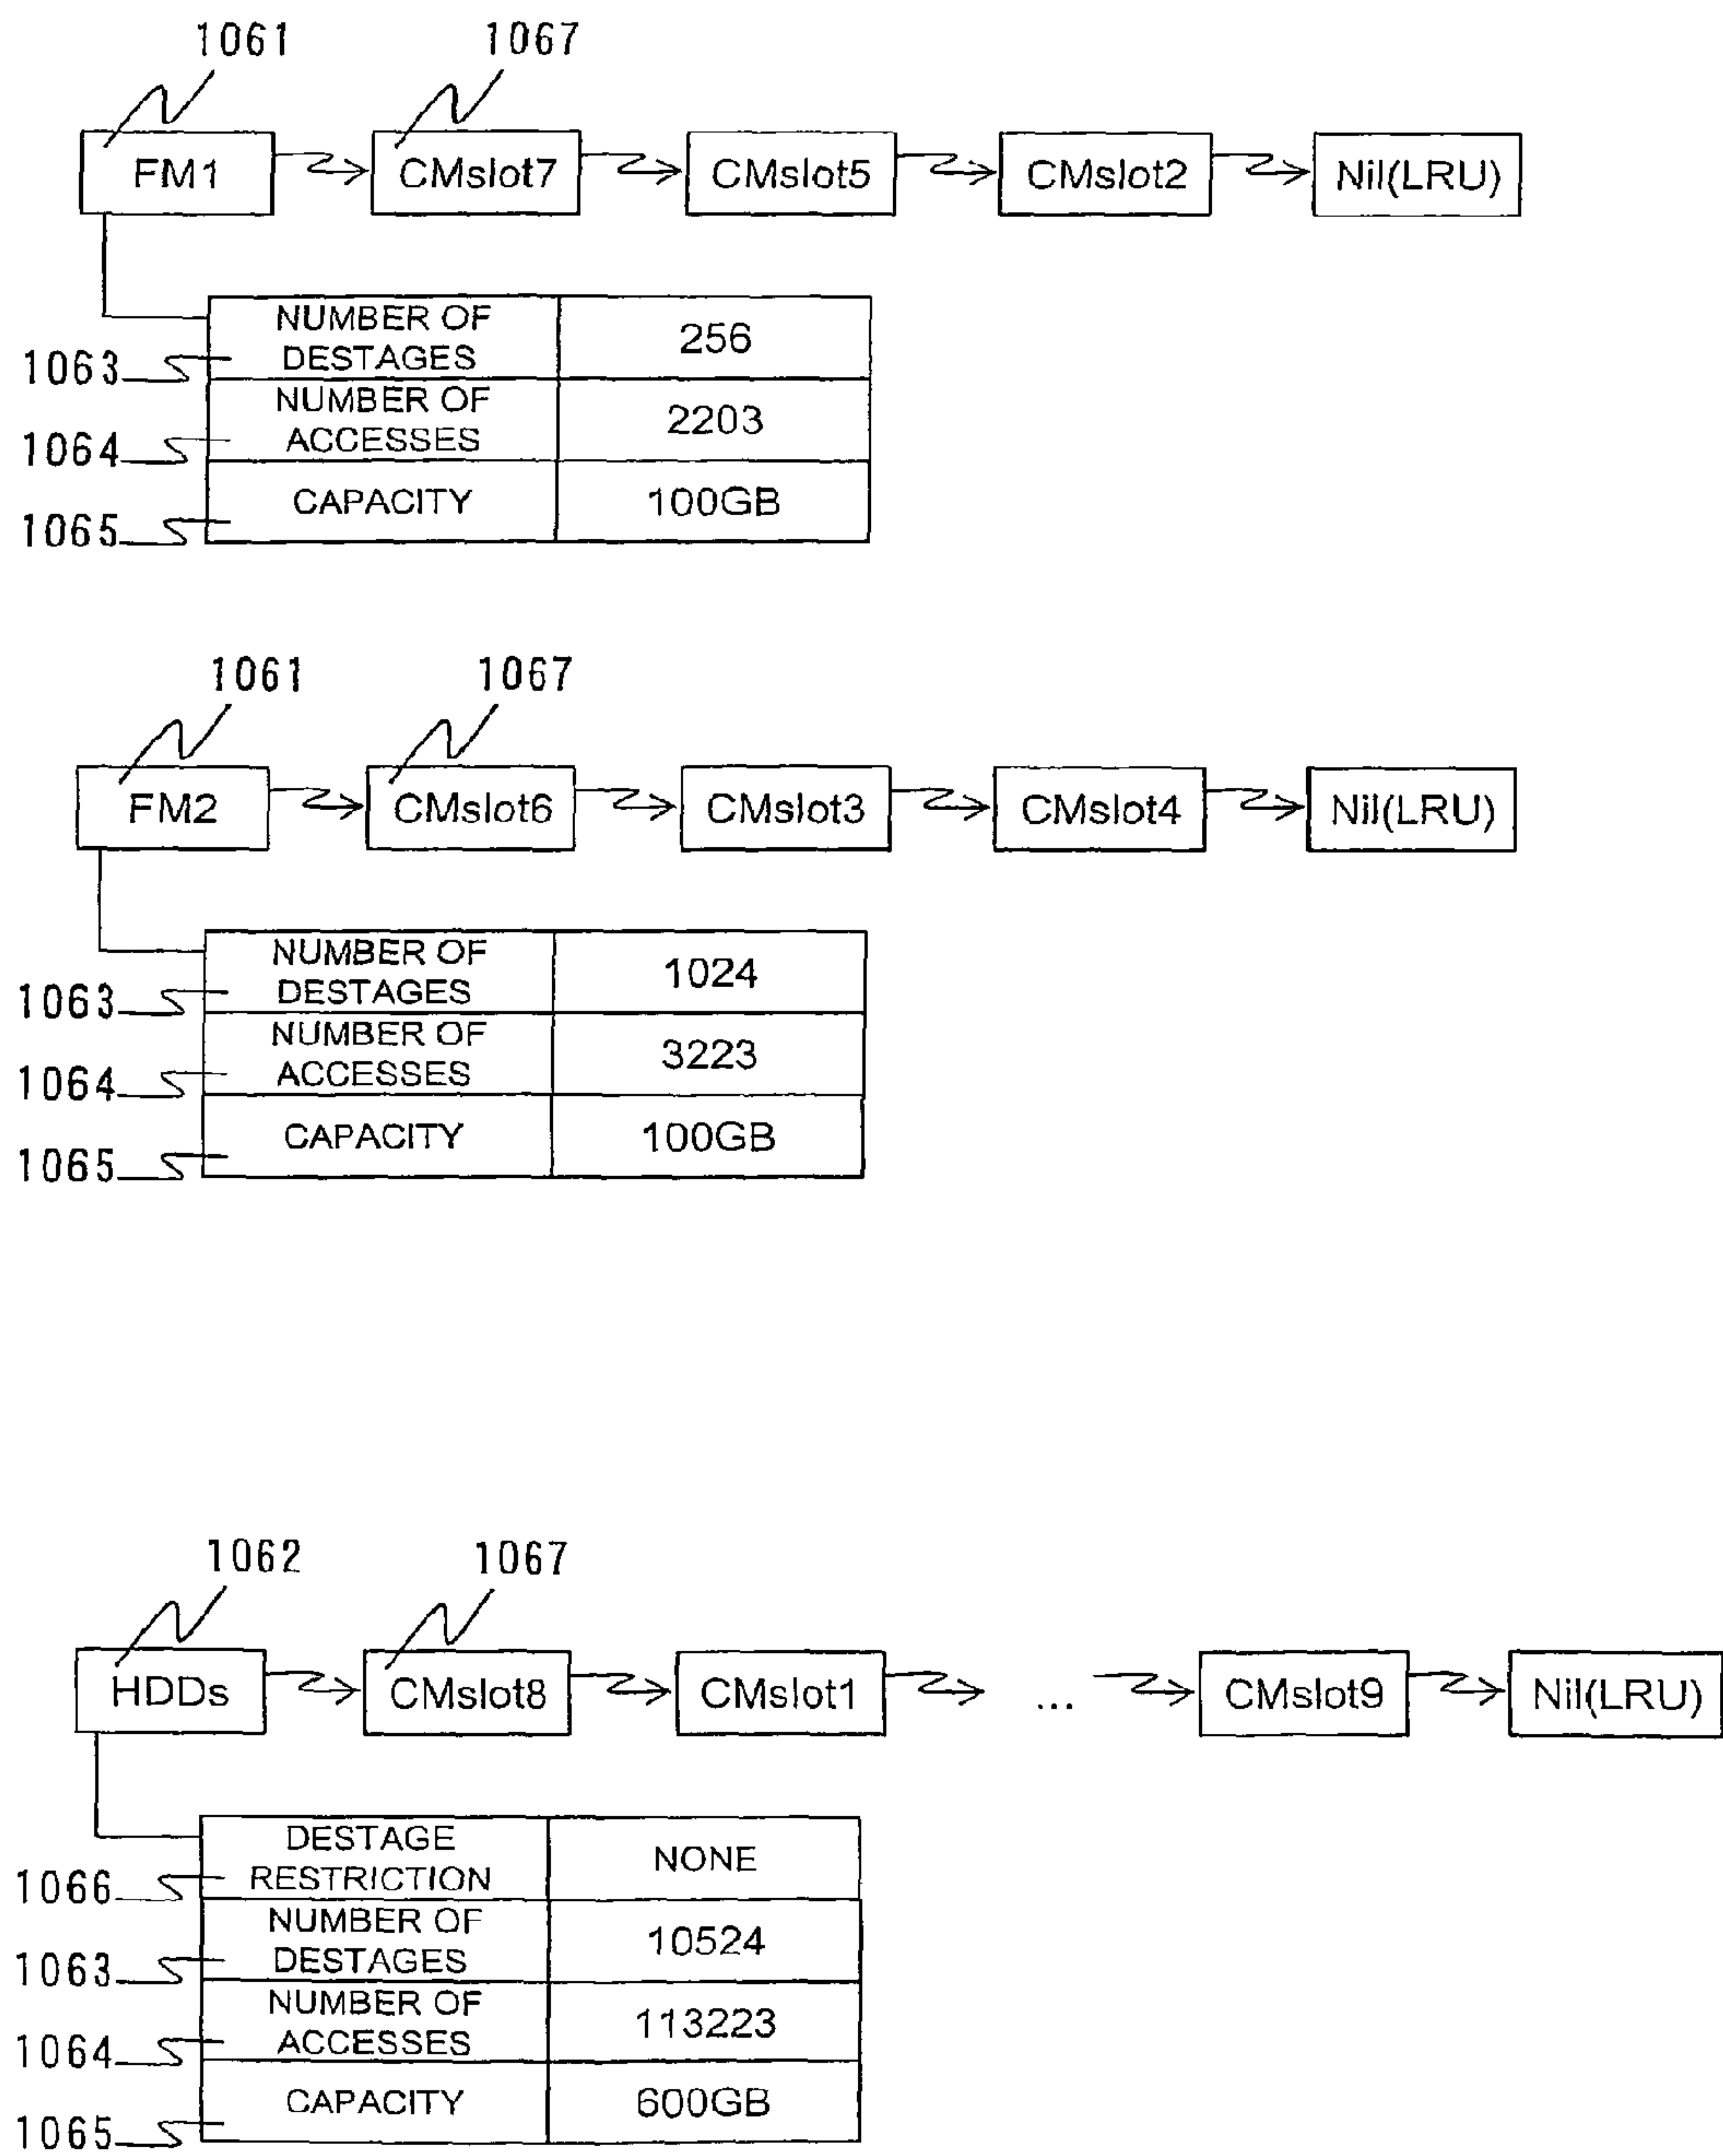 1061 1067
FM1 CMslot7 CMslot5 CMslot2 Nil(LRU)
NUMBER OF
DESTAGES 256
1063
NUMBER OF
ACCESSES 2203
1064
CAPACITY 100GB
1065
1061 1067
FM2 CMslot6 CMslot3 CMslot4 Nil(LRU)
NUMBER OF
DESTAGES 1024
1063
NUMBER OF
ACCESSES 3223
1064
CAPACITY 100GB
1065
1062 1067
HDDs CMslot8 CMslot1 ... CMslot9 Nil(LRU)
DESTAGE
RESTRICTION NONE
1066
NUMBER OF
DESTAGES 10524
1063
NUMBER OF
ACCESSES 113223
1064
CAPACITY 600GB
1065